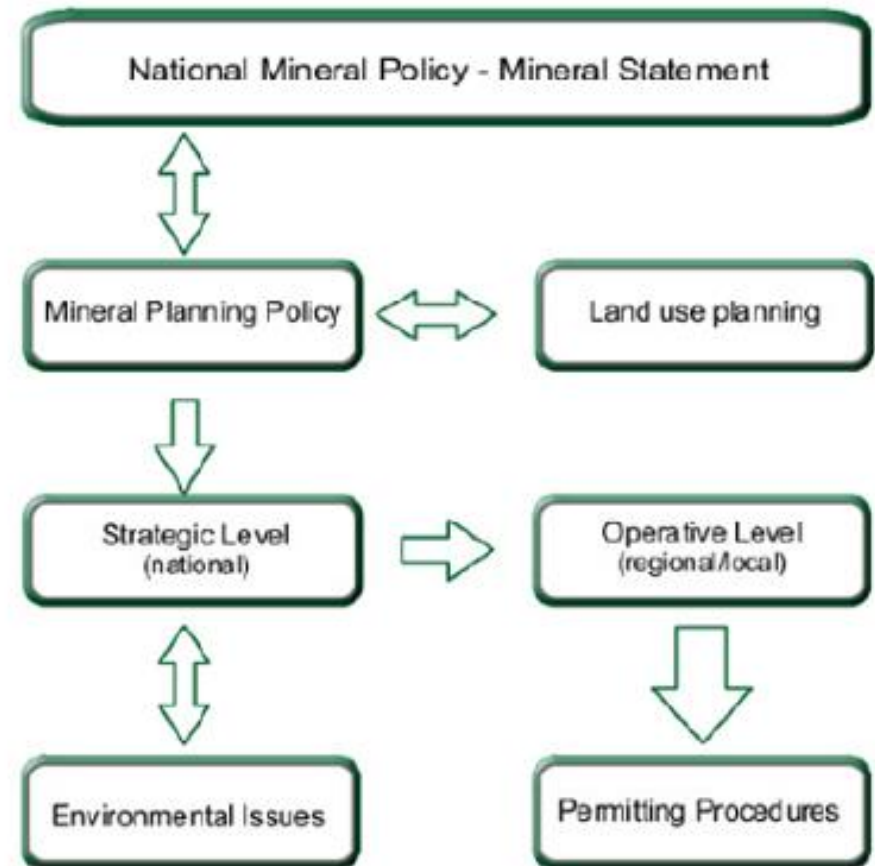 National Mineral Policy - Mineral Statement
Mineral Planning Policy
Land use planning
Strategic Level
(national)
Operative Level
(regional/local)
Environmental Issues
Permitting Procedures